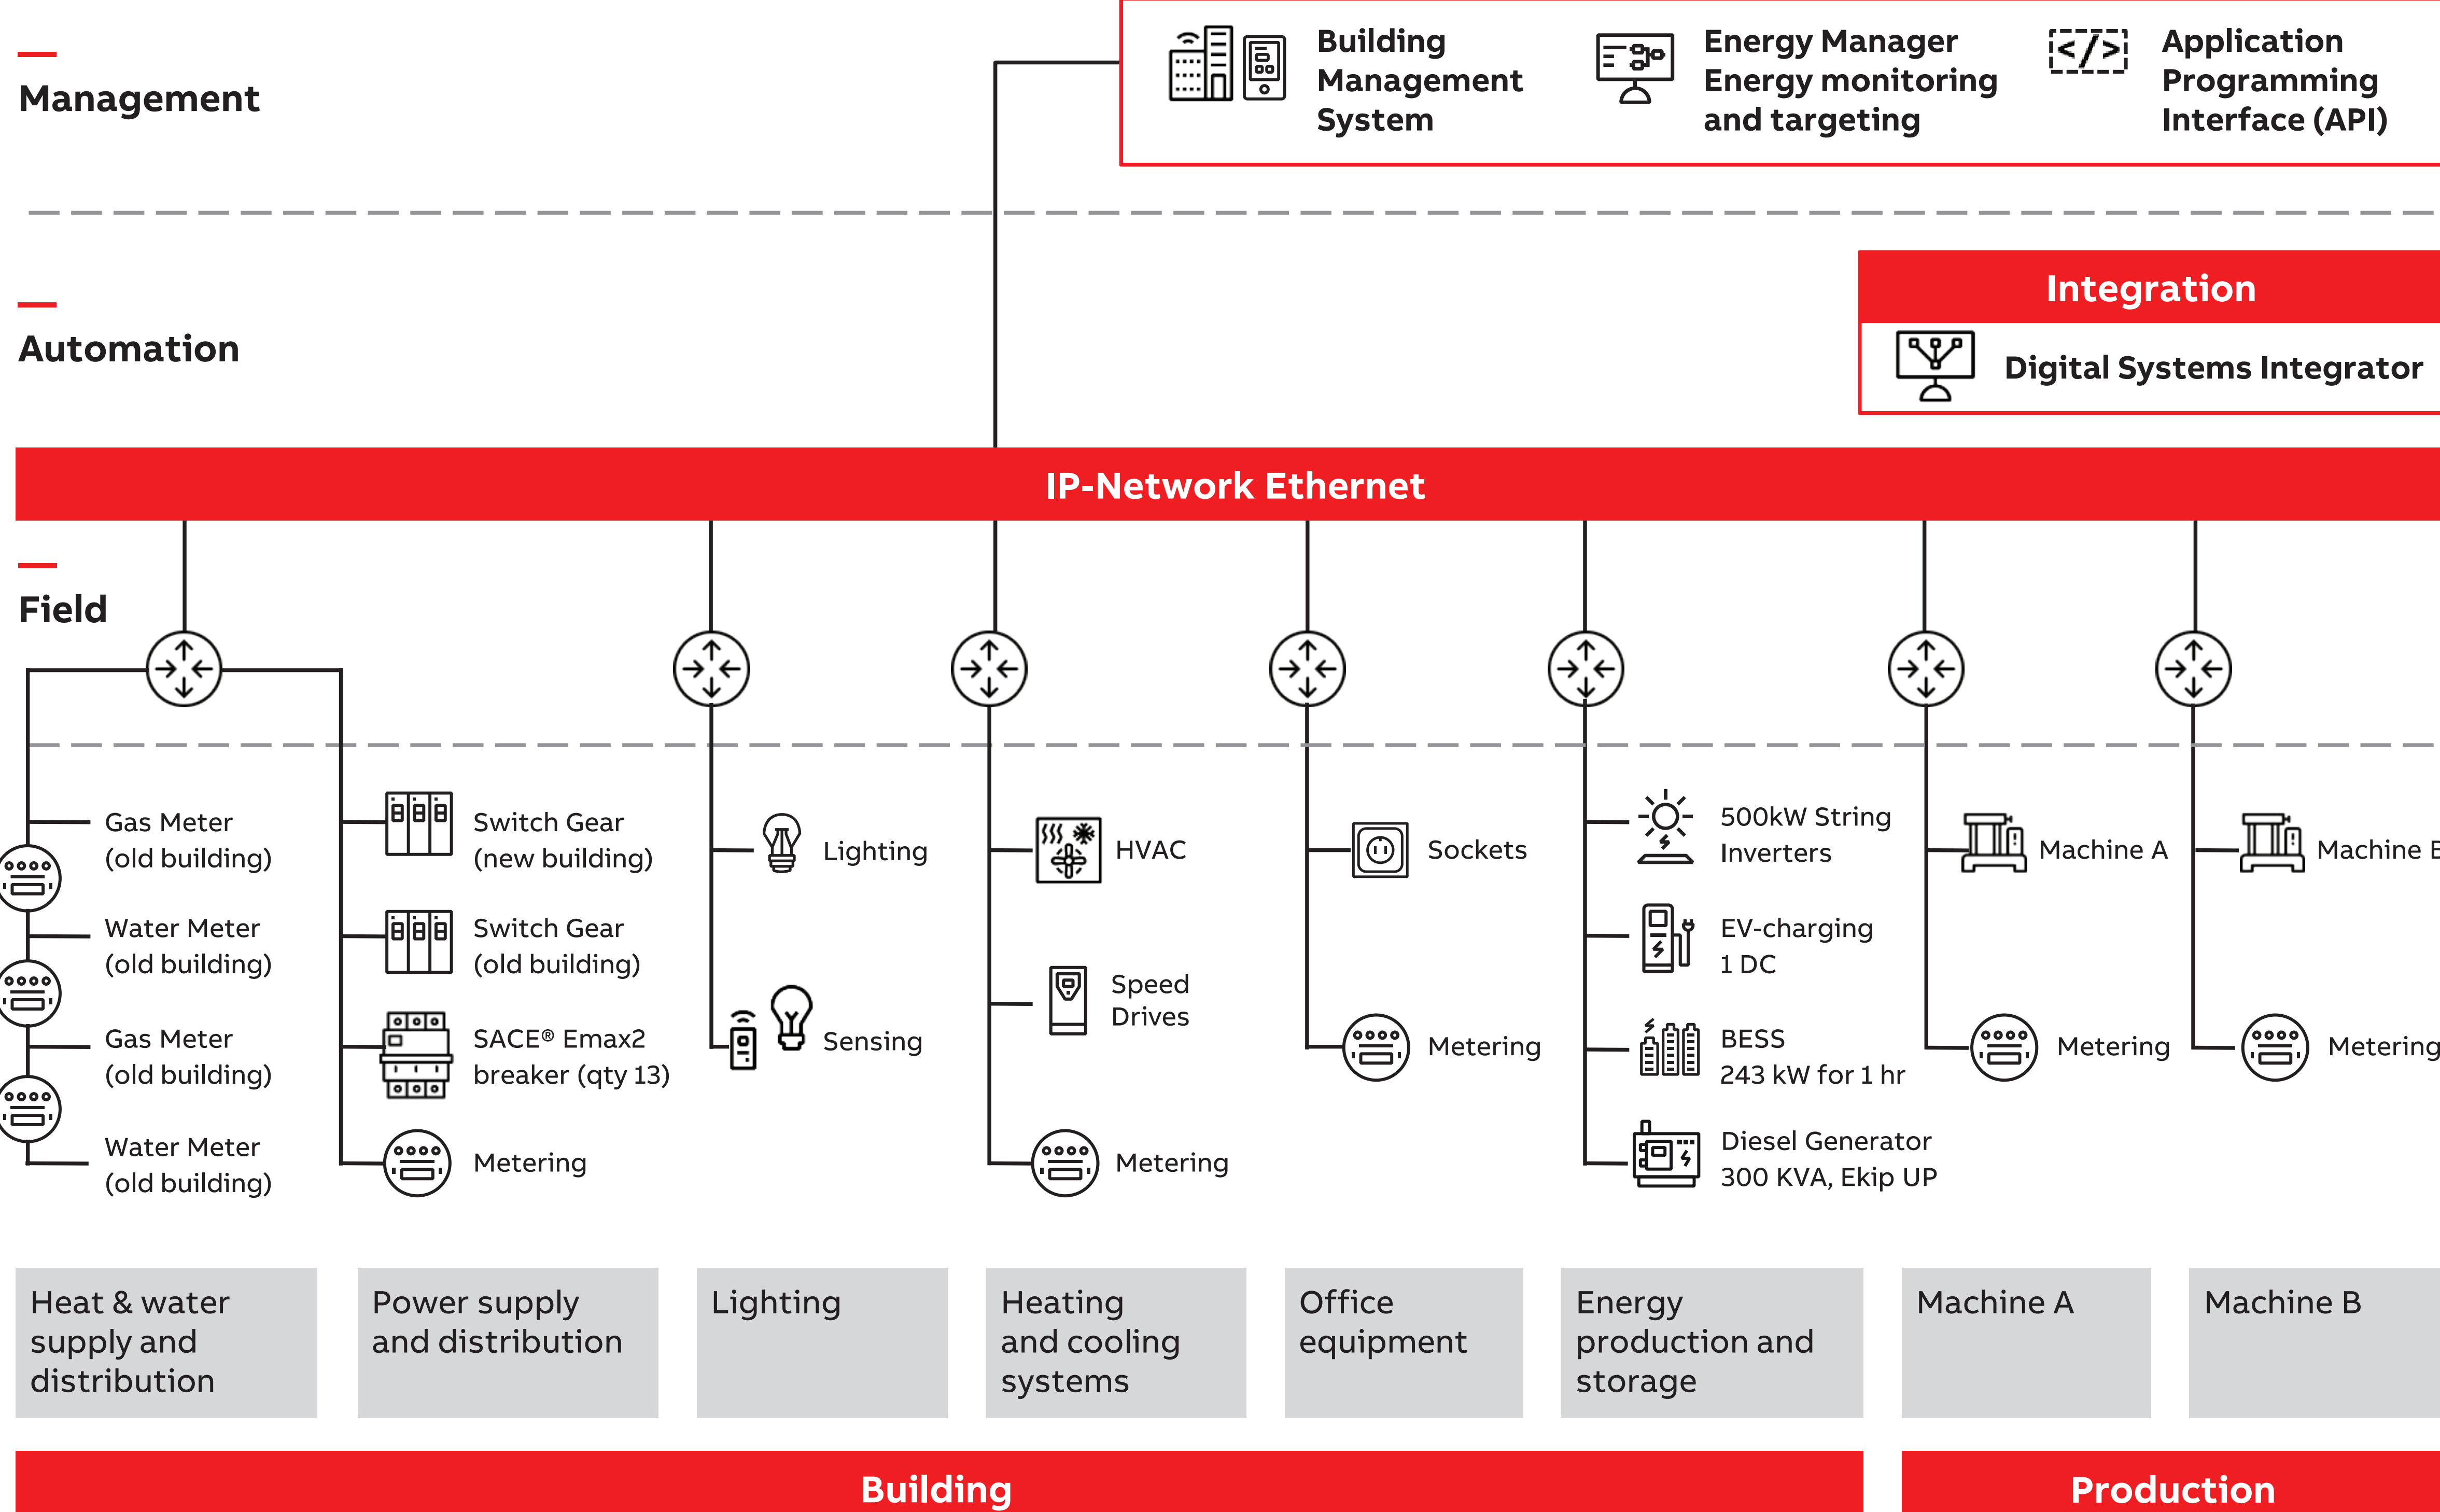 Management
Building
Management
System
Energy Manager
Energy monitoring
and targeting
</>
Application
Programming
Interface (API)
Automation
Integration
Digital Systems Integrator
IP-Network Ethernet
Field
Gas Meter
(old building)
Water Meter
(old building)
Gas Meter
(old building)
Water Meter
(old building)
Switch Gear
(new building)
Switch Gear
(old building)
SACE® Emax2
breaker (qty 13)
Metering
Lighting
Sensing
HVAC
Speed
Drives
Metering
Sockets
Metering
500kW String
Inverters
EV-charging
1 DC
BESS
243 kW for 1 hr
Diesel Generator
300 KVA, Ekip UP
Machine A
Metering
Machine B
Metering
Heat & water
supply and
distribution
Power supply
and distribution
Lighting
Heating
and cooling
systems
Office
equipment
Energy
production and
storage
Machine A
Machine B
Building
Production